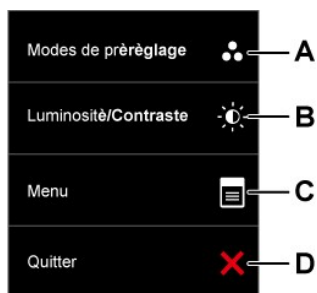 Modes de prèrèglage A
Luminositè/Contraste B
Menu C
Quitter D